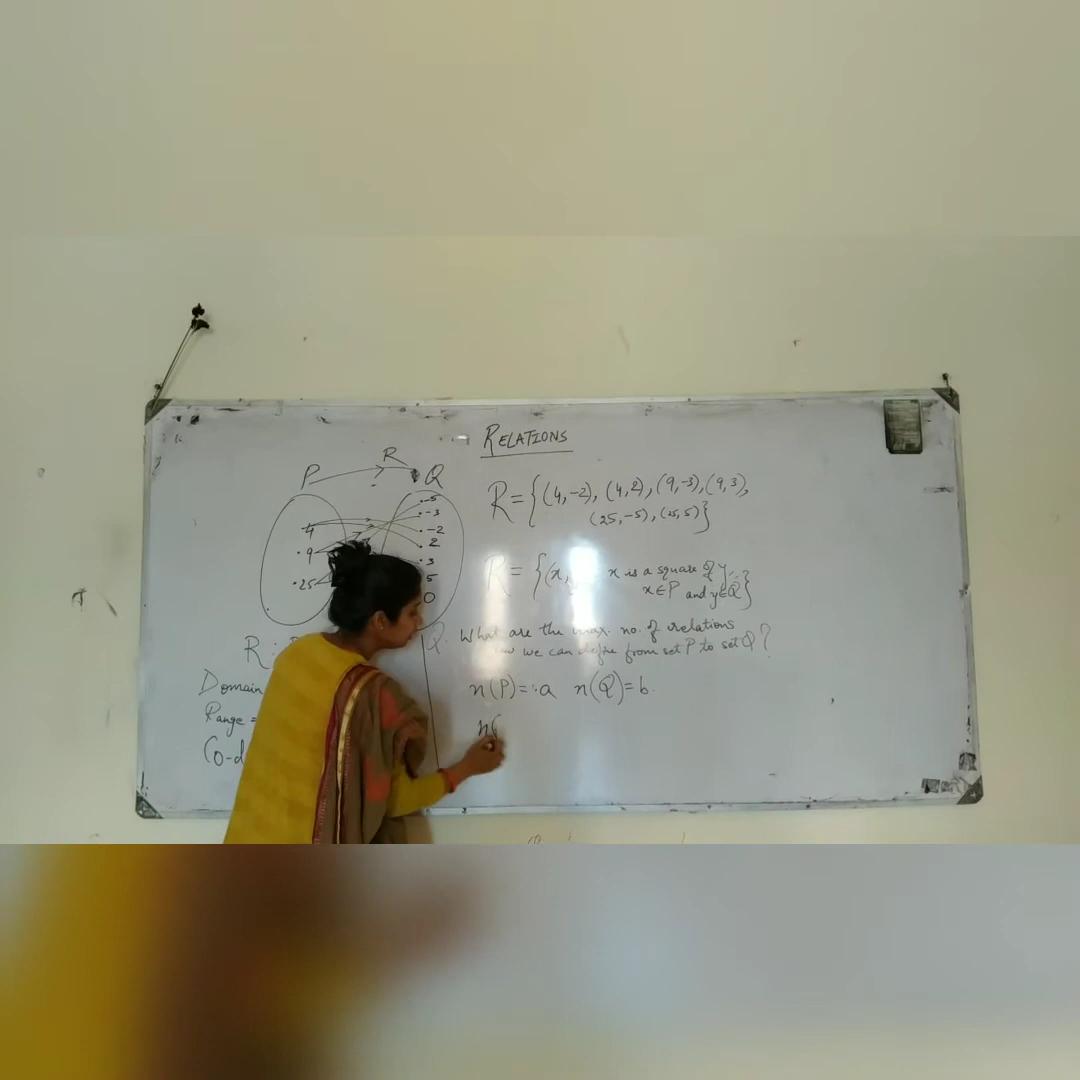 RELATIONS
R
P
Q
4
9
25
-5
-3
-2
2
3
5
0
R = {(4, -2), (4, 2), (9, -3), (9, 3),
(25, -5), (25, 5)}
R = {(x, x is a square of y,
x ∈ P and y ∈ Q}
R :
Domain
Range =
Co-d
Q. What are the max. no. of relations
we can define from set P to set Q?
n(P) = a n(Q) = b.
n(